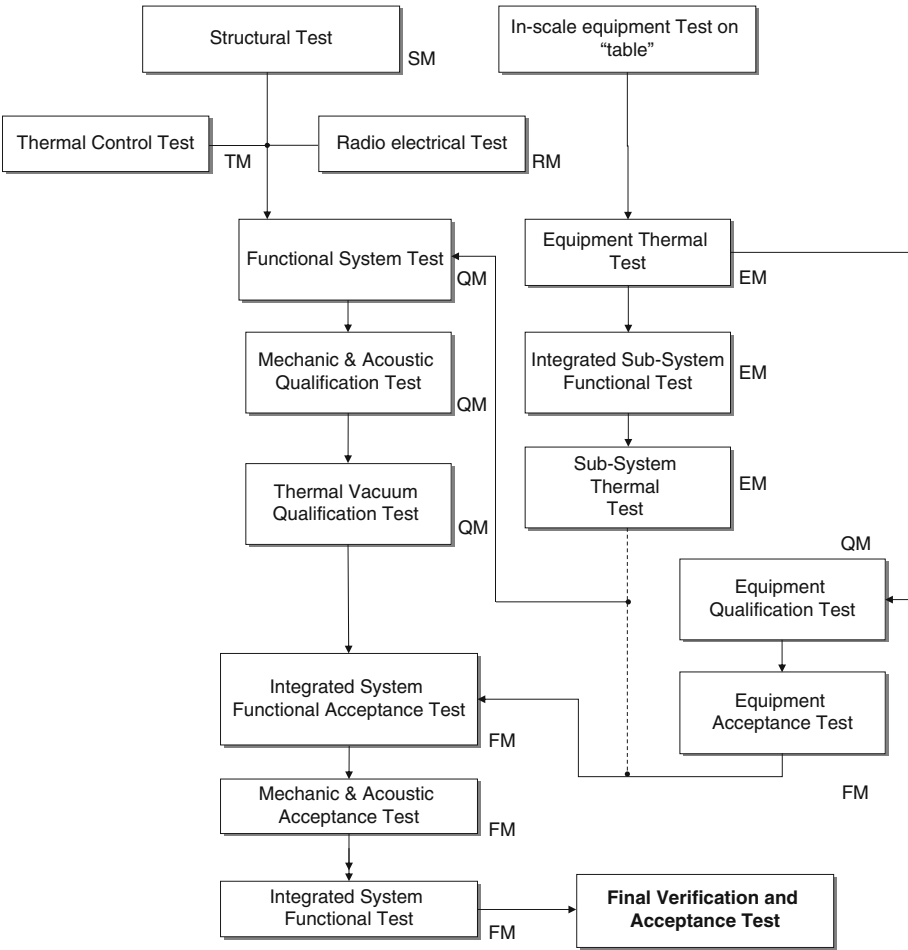 Structural Test
SM
In-scale equipment Test on
“table”
Thermal Control Test
TM
Radio electrical Test
RM
Functional System Test
QM
Equipment Thermal
Test
EM
Mechanic & Acoustic
Qualification Test
QM
Integrated Sub-System
Functional Test
EM
Thermal Vacuum
Qualification Test
QM
Sub-System
Thermal
Test
EM
QM
Equipment
Qualification Test
Integrated System
Functional Acceptance Test
FM
Equipment
Acceptance Test
FM
Mechanic & Acoustic
Acceptance Test
FM
Integrated System
Functional Test
FM
Final Verification and
Acceptance Test